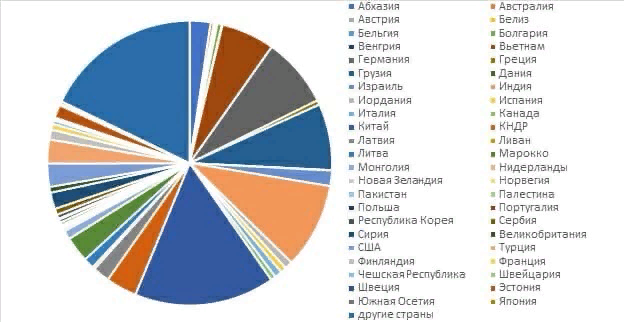 Абхазия Австралия
Австрия Белиз
Бельгия Болгария
Венгрия Вьетнам
Германия Греция
Грузия Дания
Израиль Индия
Иордания Испания
Италия Канада
Китай КНДР
Латвия Ливан
Литва Марокко
Монголия Нидерланды
Новая Зеландия Норвегия
Пакистан Палестина
Польша Португалия
Республика Корея Сербия
Сирия Великобритания
США Турция
Финляндия Франция
Чешская Республика Швейцария
Швеция Эстония
Южная Осетия Япония
другие страны